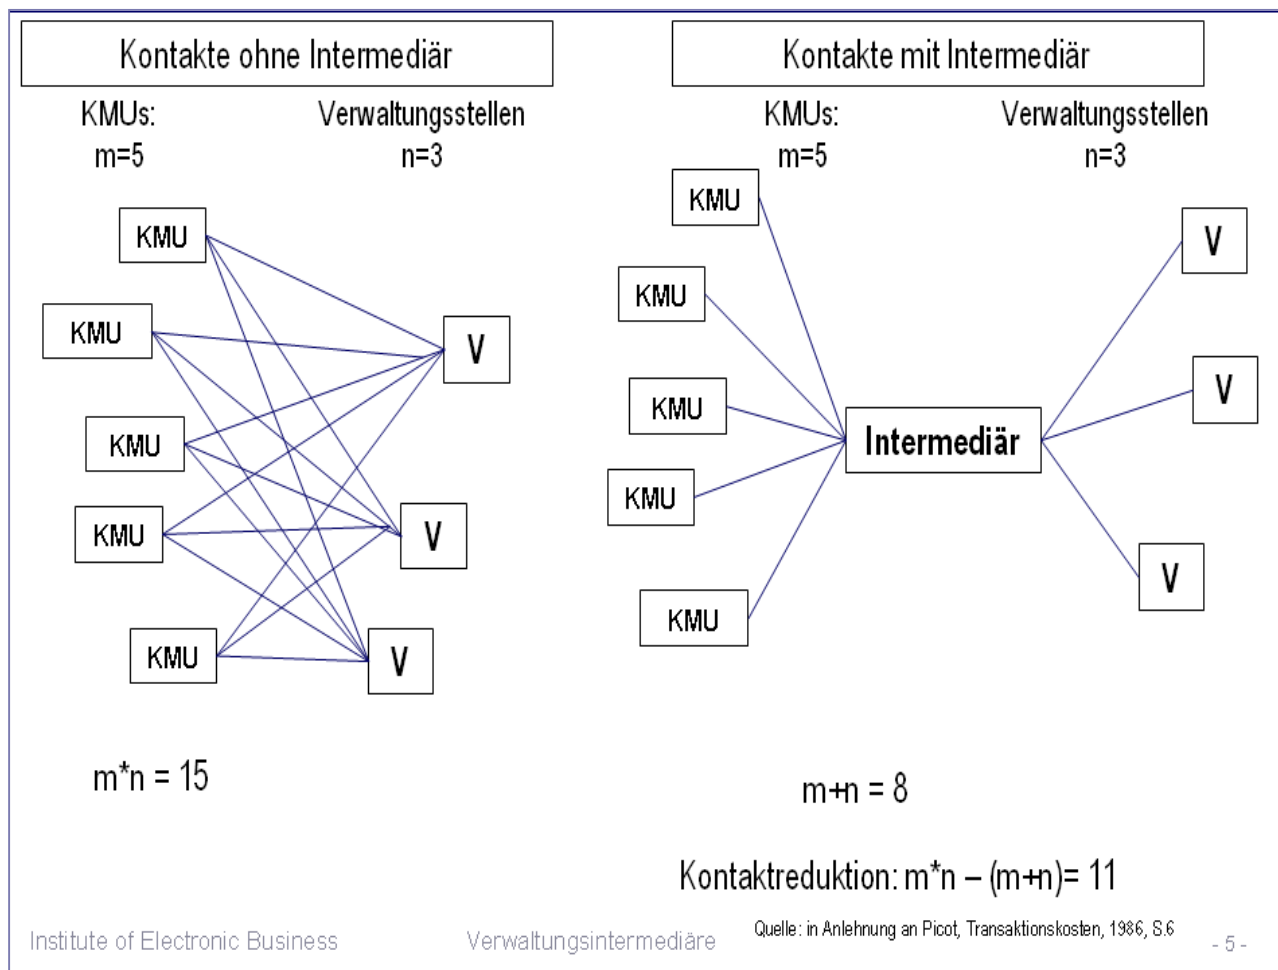 Kontakte ohne Intermediär
KMUs:
m=5
Verwaltungsstellen
n=3
KMU
KMU
KMU
KMU
KMU
V
V
V
m*n = 15
Kontakte mit Intermediär
KMUs:
m=5
Verwaltungsstellen
n=3
KMU
KMU
KMU
KMU
KMU
Intermediär
V
V
V
m+n = 8
Kontaktreduktion: m*n – (m+n)= 11
Quelle: in Anlehnung an Picot, Transaktionskosten, 1986, S.6
Institute of Electronic Business
Verwaltungsintermediäre
- 5 -